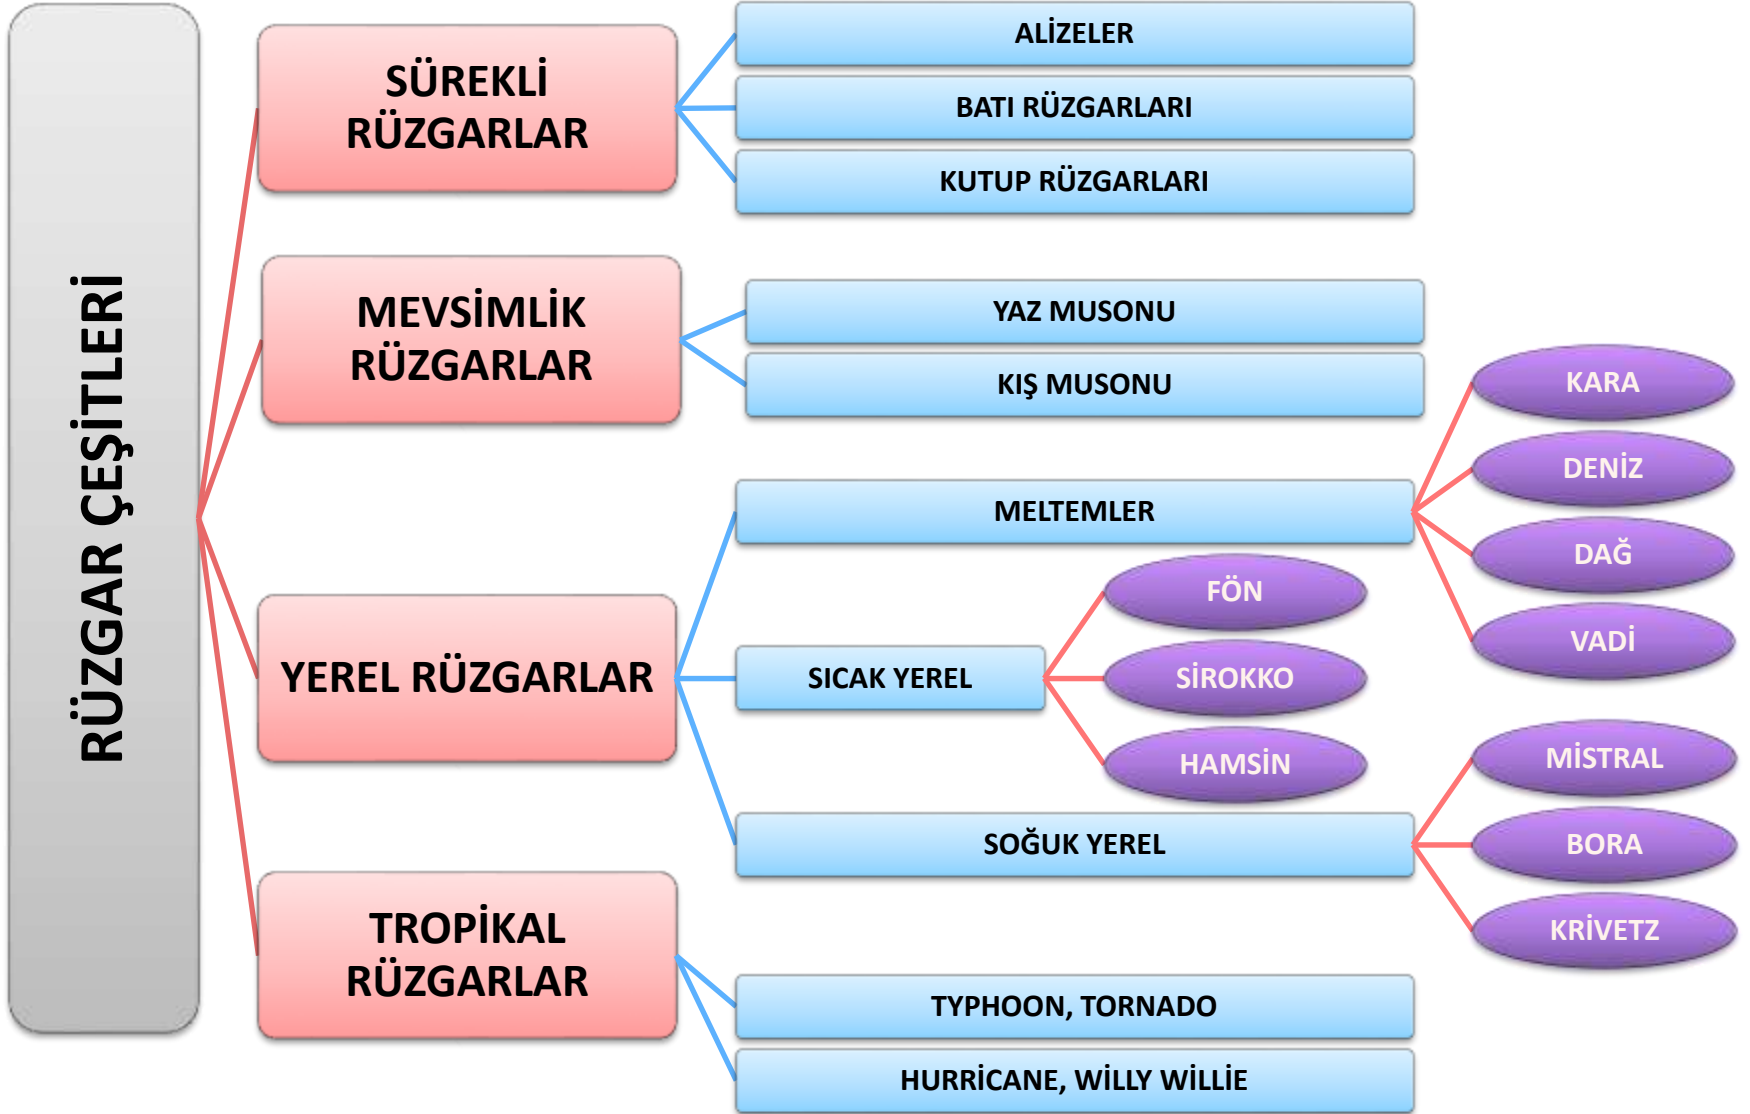 RÜZGAR ÇEŞİTLERİ
SÜREKLİ
RÜZGARLAR
ALİZELER
BATI RÜZGARLARI
KUTUP RÜZGARLARI
MEVSİMLİK
RÜZGARLAR
YAZ MUSONU
KIŞ MUSONU
YEREL RÜZGARLAR
MELTEMLER
KARA
DENİZ
DAĞ
VADİ
SICAK YEREL
FÖN
SİROKKO
HAMSİN
SOĞUK YEREL
MİSTRAL
BORA
KRİVETZ
TROPİKAL
RÜZGARLAR
TYPHOON, TORNADO
HURRİCANE, WİLLY WİLLİE